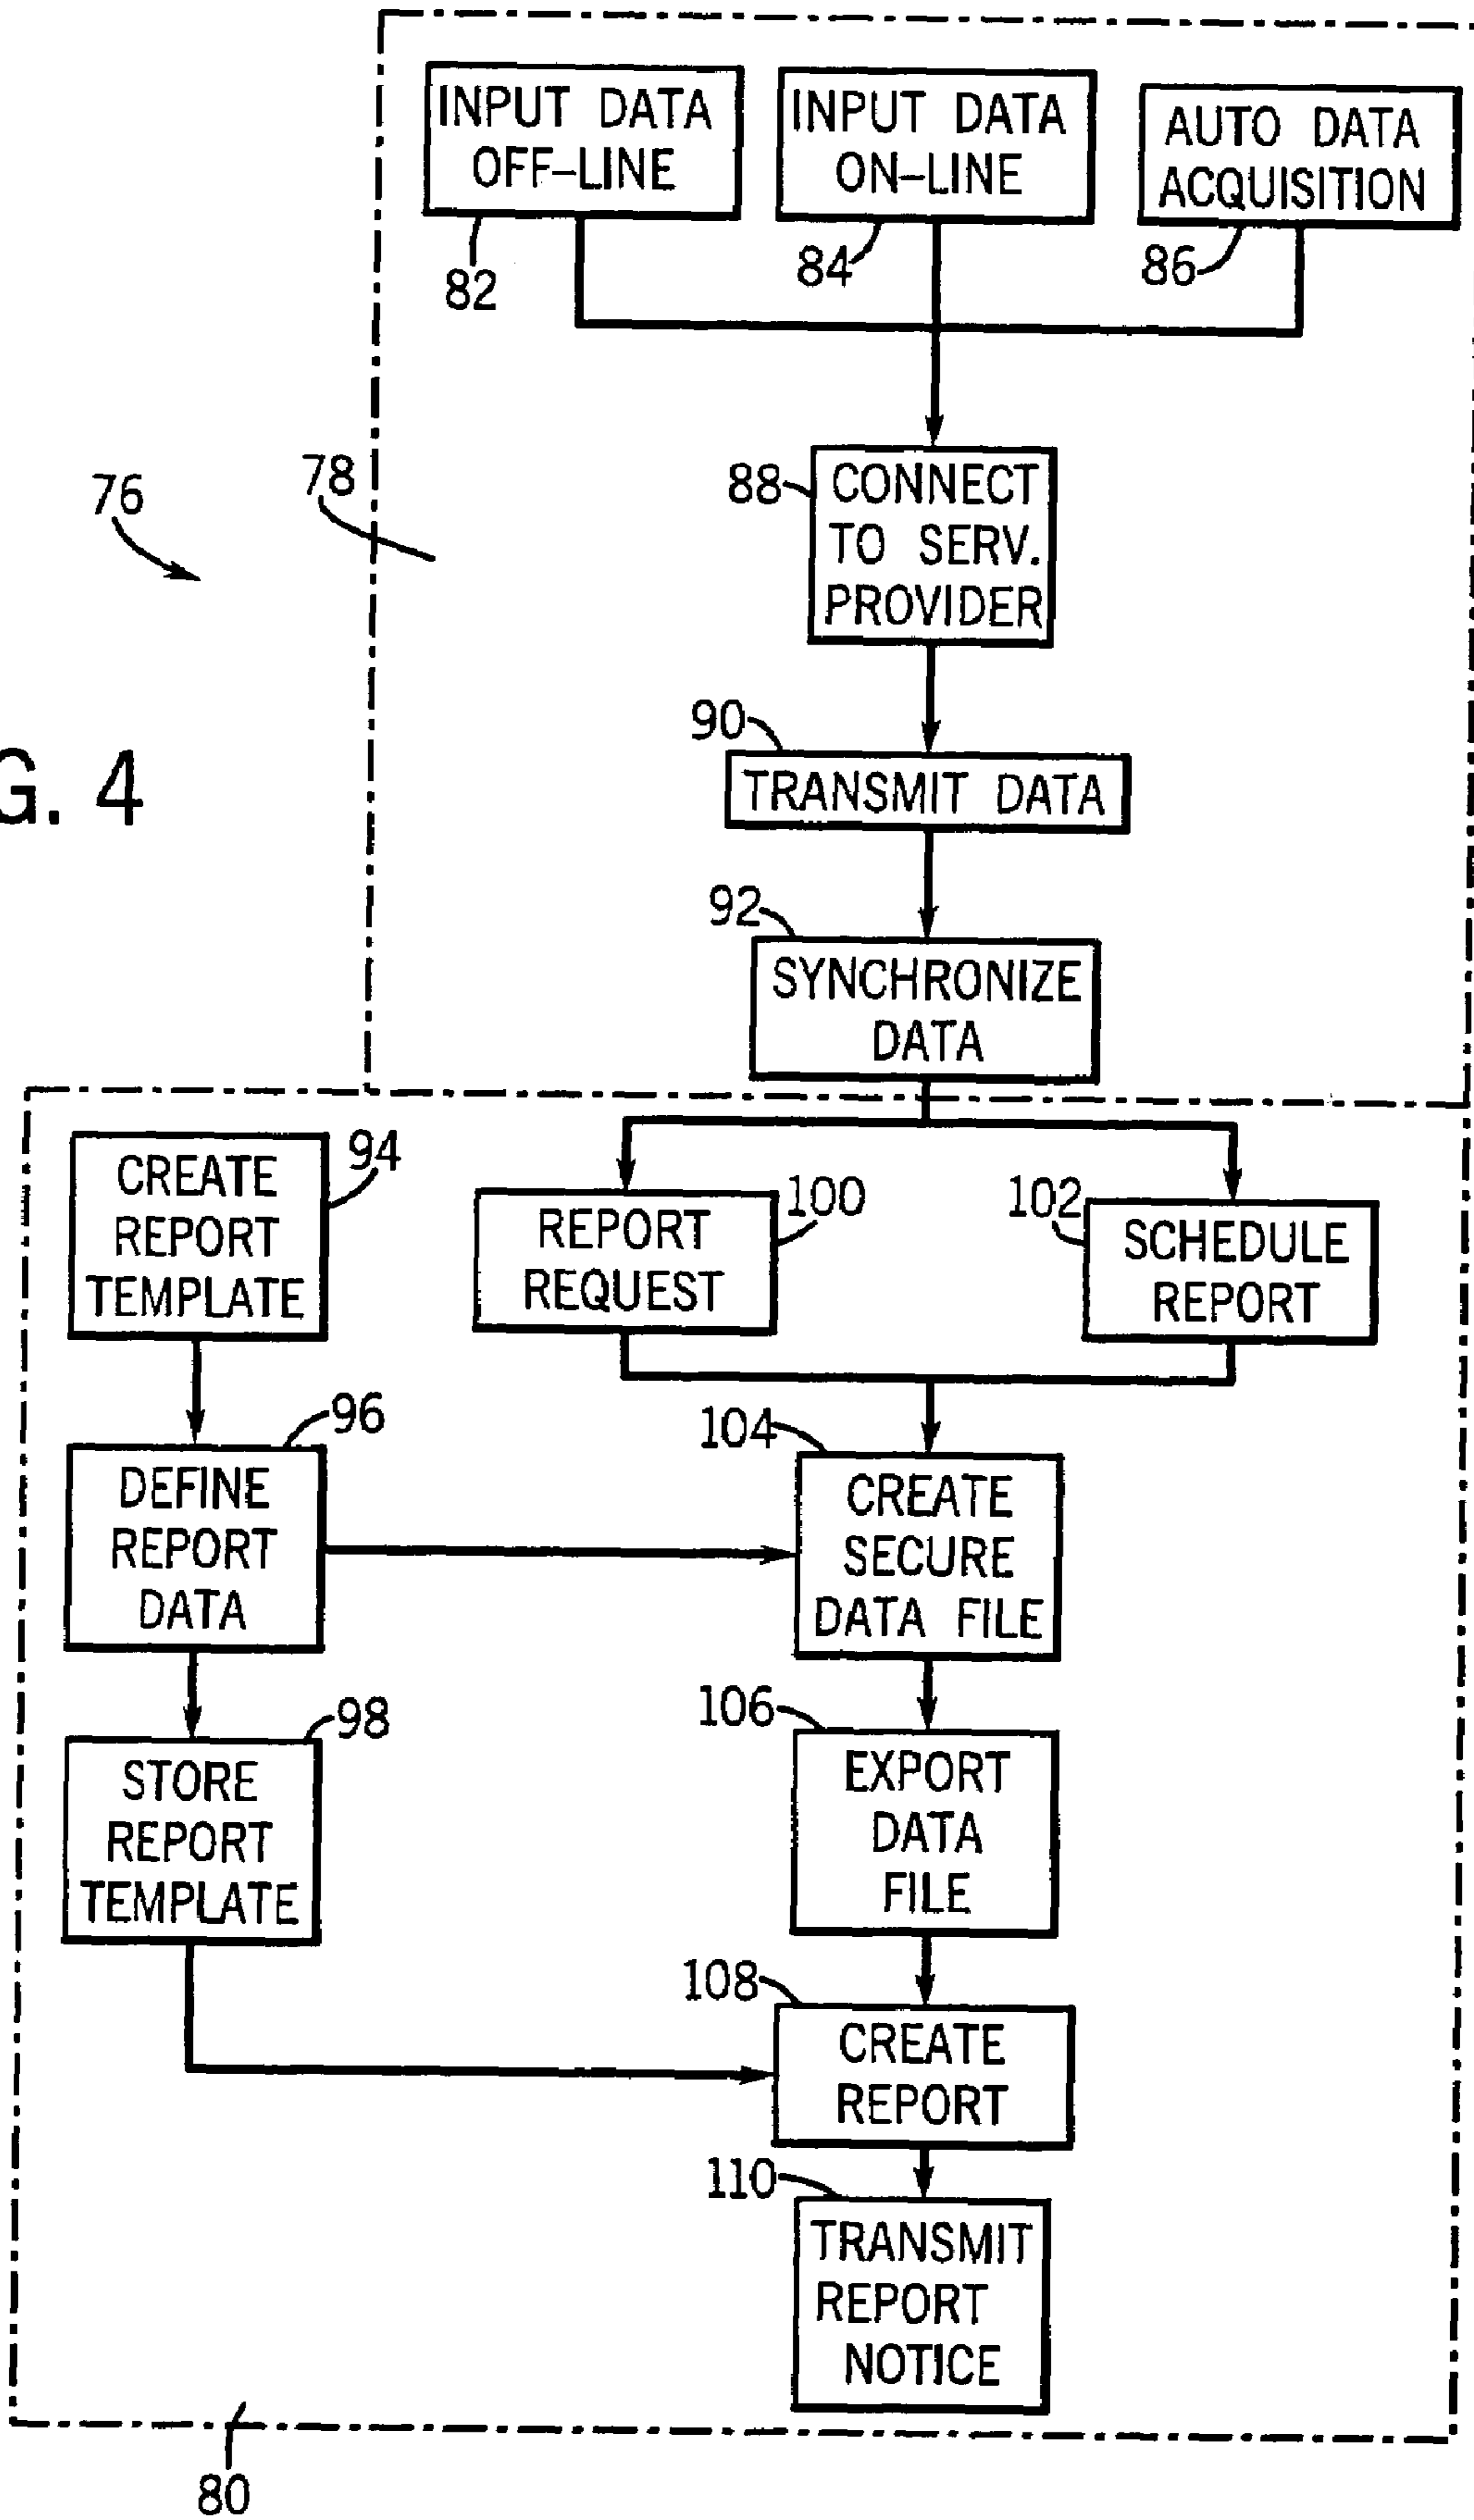 INPUT DATA
OFF-LINE
INPUT DATA
ON-LINE
AUTO DATA
ACQUISITION
82
84
86
76
78
88
CONNECT
TO SERV.
PROVIDER
90
TRANSMIT DATA
G. 4
92
SYNCHRONIZE
DATA
CREATE
REPORT
TEMPLATE
94
REPORT
REQUEST
100
102
SCHEDULE
REPORT
96
DEFINE
REPORT
DATA
104
CREATE
SECURE
DATA FILE
98
STORE
REPORT
TEMPLATE
106
EXPORT
DATA
FILE
108
CREATE
REPORT
110
TRANSMIT
REPORT
NOTICE
80